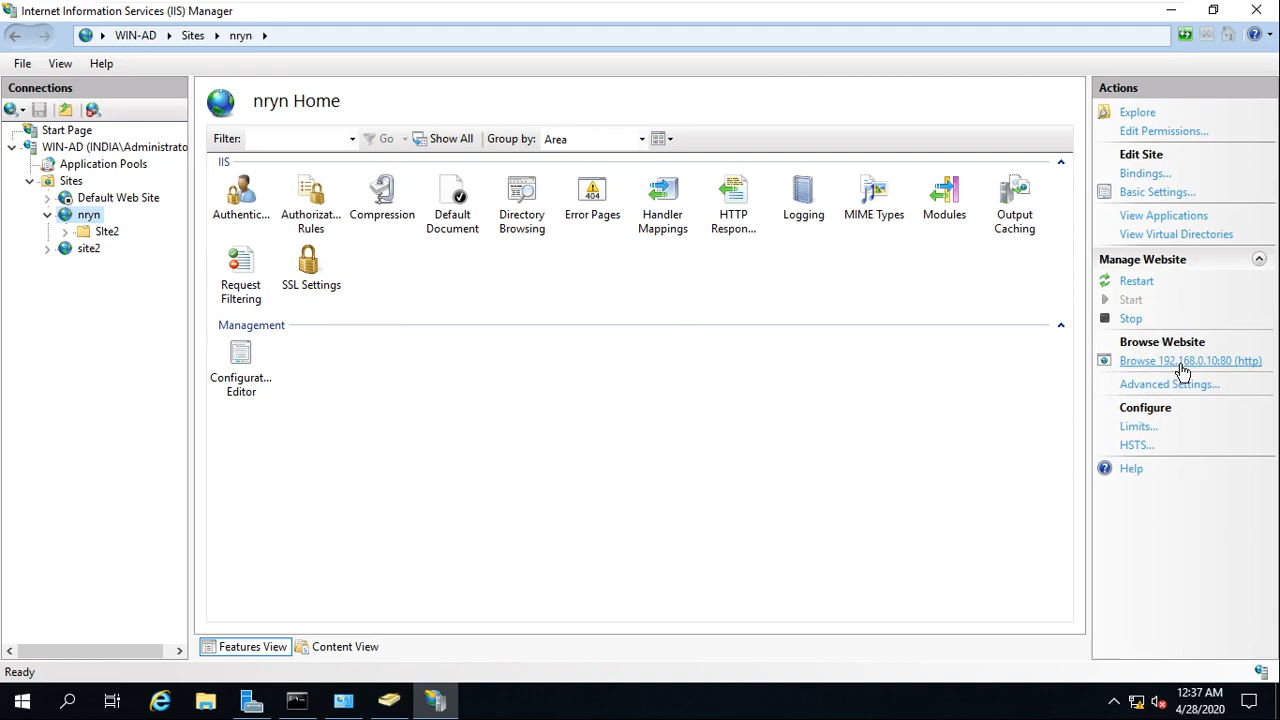 Internet Information Services (IIS) Manager
WIN-AD
Sites
nryn
File
View
Help
Connections
Start Page
WIN-AD (INDIA\Administrato
Application Pools
Sites
Default Web Site
nryn
SIte2
site2
nryn Home
Filter:
Go
Show All
Group by:
Area
IIS
Authentic...
Authorizat...
Rules
Compression
Default
Document
Directory
Browsing
Error Pages
404
Handler
Mappings
HTTP
Respon...
Logging
MIME Types
Modules
Output
Caching
Request
Filtering
SSL Settings
Management
Configurat...
Editor
Features View
Content View
Actions
Explore
Edit Permissions...
Edit Site
Bindings...
Basic Settings...
View Applications
View Virtual Directories
Manage Website
Restart
Start
Stop
Browse Website
Browse 192.168.0.10:80 (http)
Advanced Settings...
Configure
Limits...
HSTS...
Help
Ready
12:37 AM
4/28/2020